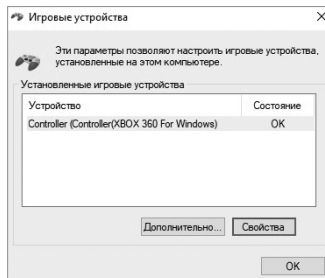 Игровые устройства
Эти параметры позволяют настроить игровые устройства,
установленные на этом компьютере.
Установленные игровые устройства
Устройство Состояние
Controller (Controller(XBOX 360 For Windows) OK
Дополнительно... Свойства
OK